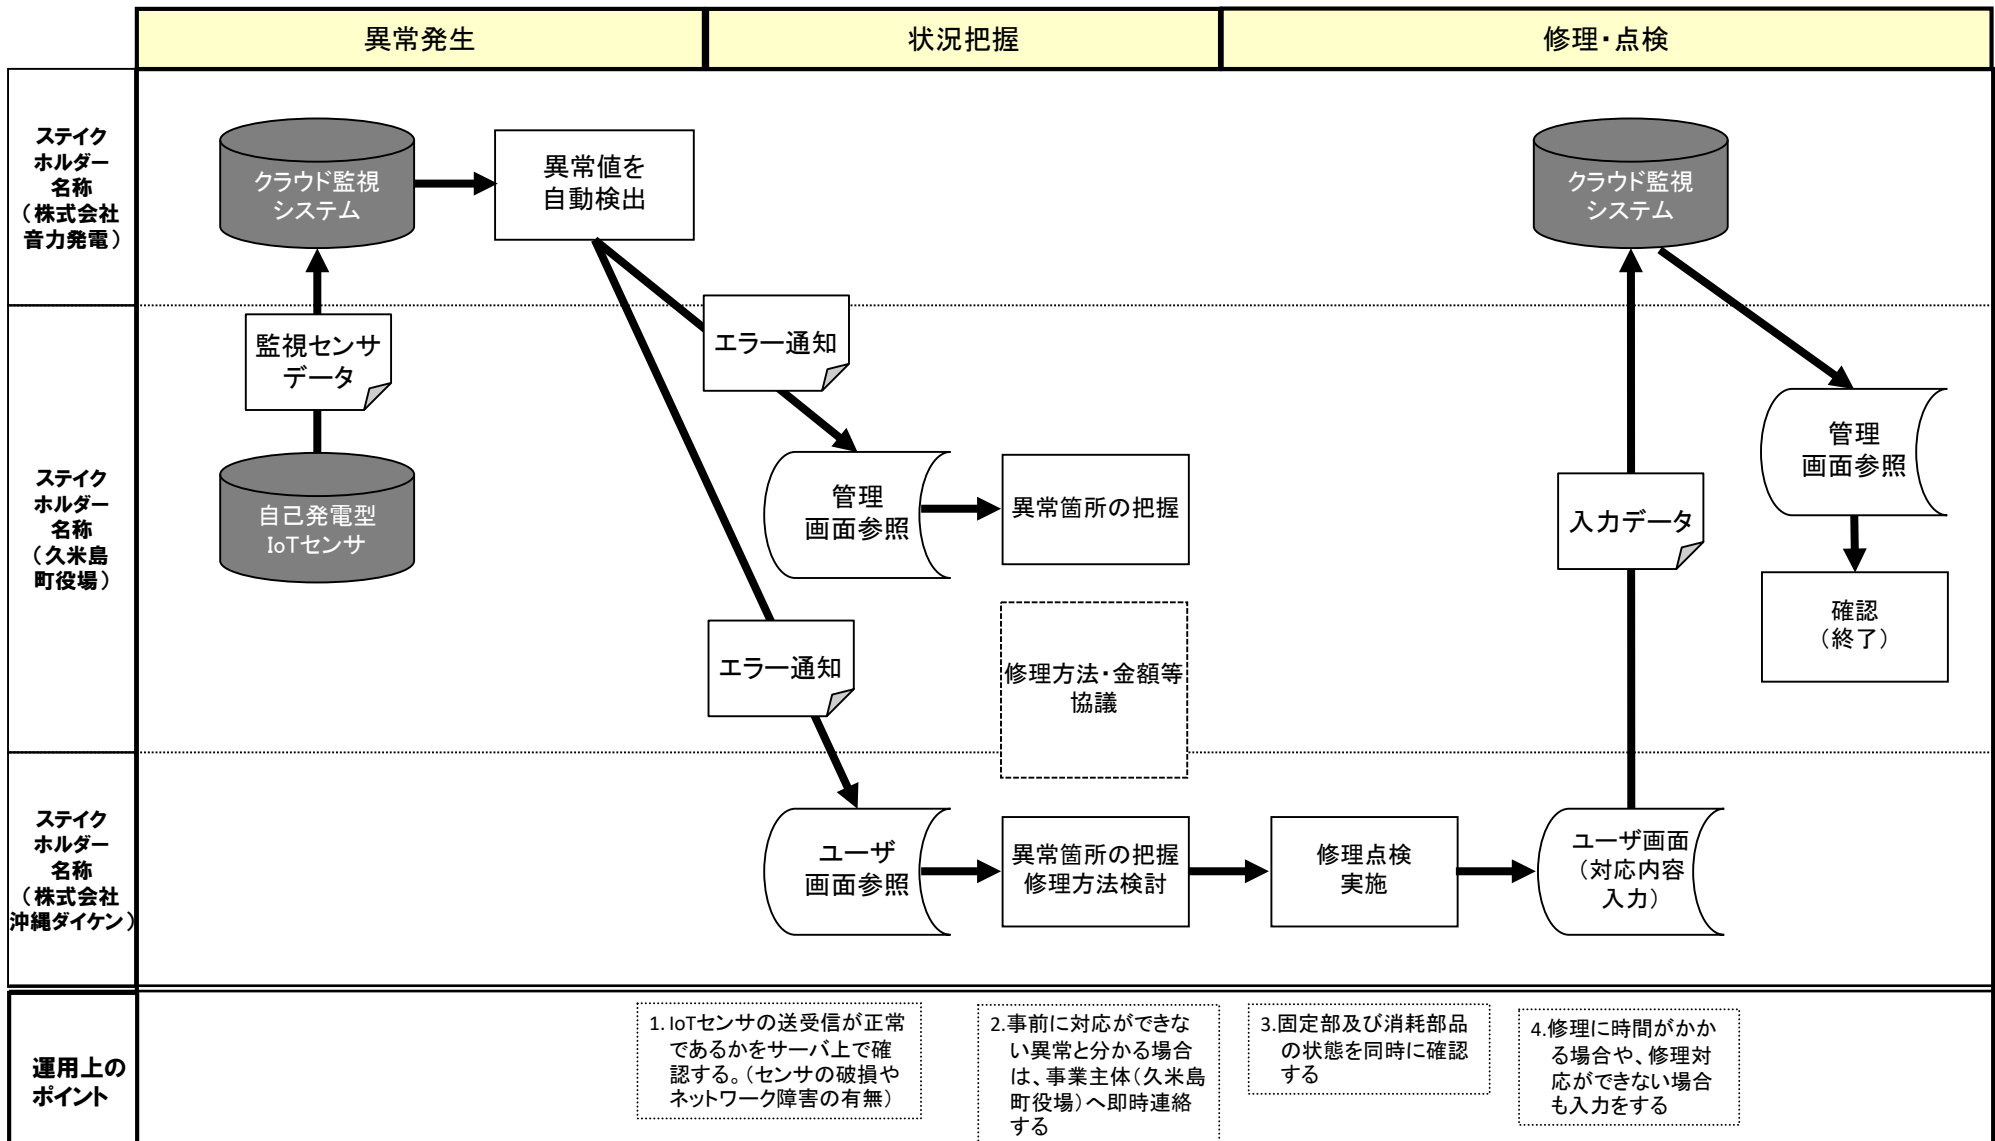 異常発生
状況把握
修理・点検
ステイク
ホルダー
名称
（株式会社
音力発電）
クラウド監視
システム
異常値を
自動検出
クラウド監視
システム
ステイク
ホルダー
名称
（久米島
町役場）
監視センサ
データ
自己発電型
IoTセンサ
エラー通知
管理
画面参照
異常箇所の把握
エラー通知
修理方法・金額等
協議
入力データ
管理
画面参照
確認
（終了）
ステイク
ホルダー
名称
（株式会社
沖縄ダイケン）
ユーザ
画面参照
異常箇所の把握
修理方法検討
修理点検
実施
ユーザ画面
（対応内容
入力）
運用上の
ポイント
1. IoTセンサの送受信が正常
であるかをサーバ上で確
認する。（センサの破損や
ネットワーク障害の有無）
2.事前に対応ができな
い異常と分かる場合
は、事業主体（久米島
町役場）へ即時連絡
する
3.固定部及び消耗部品
の状態を同時に確認
する
4.修理に時間がかか
る場合や、修理対
応ができない場合
も入力をする